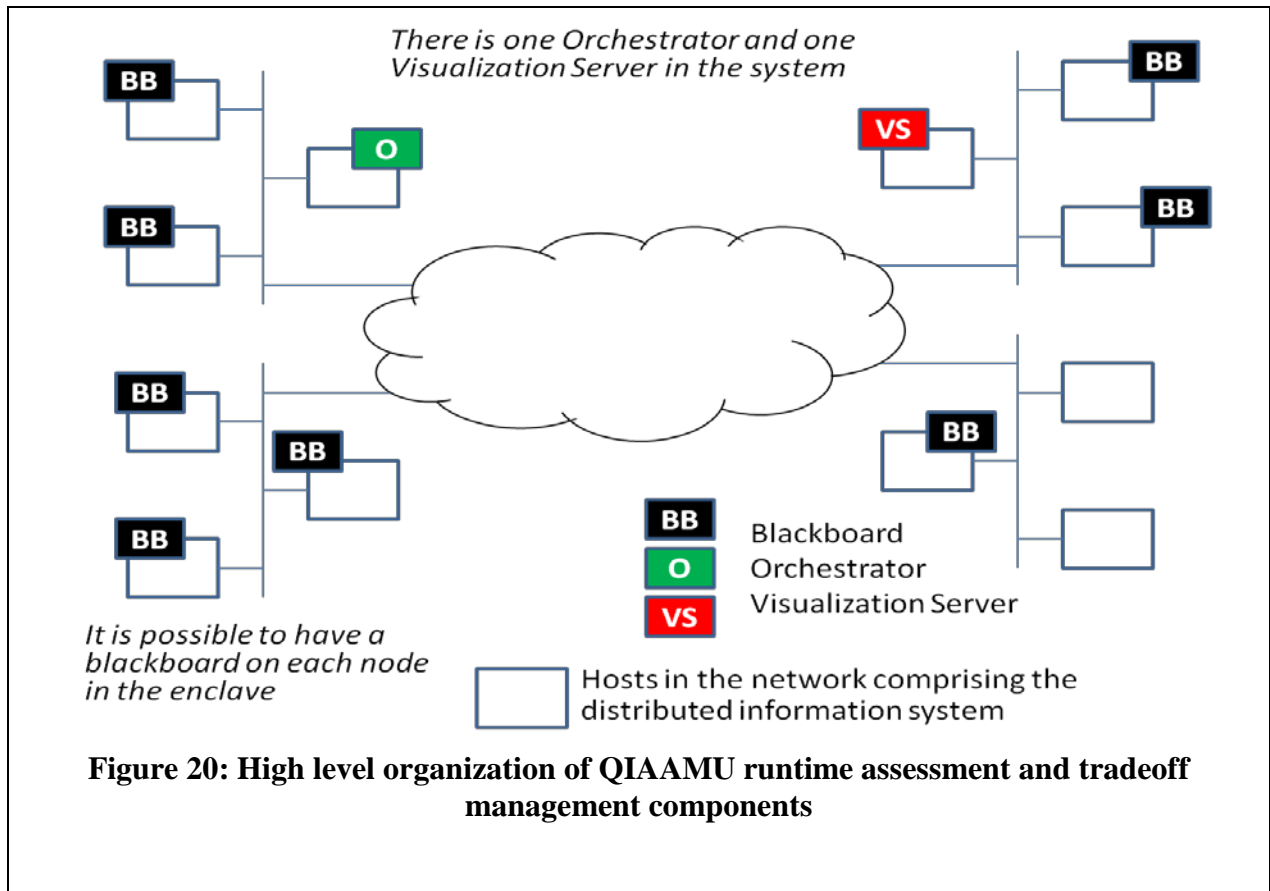 There is one Orchestrator and one
Visualization Server in the system
BB
BB
O
VS
BB
BB
BB
BB
BB
BB
BB
BB
Blackboard
O
Orchestrator
VS
Visualization Server
It is possible to have a
blackboard on each node
in the enclave
Hosts in the network comprising the
distributed information system
Figure 20: High level organization of QIAAMU runtime assessment and tradeoff
management components